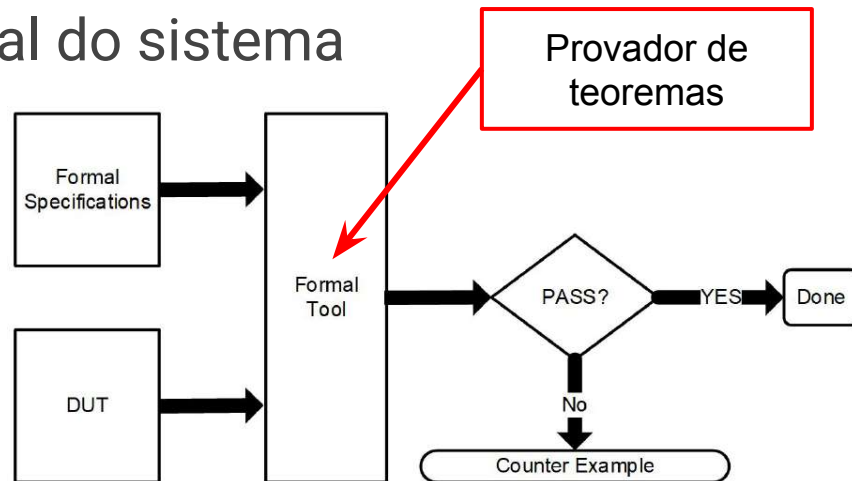 al do sistema
Provador de
teoremas
Formal
Specifications
Formal
Tool
PASS?
YES
Done
DUT
No
Counter Example